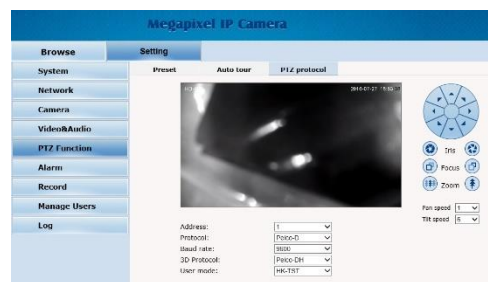 Megapixel IP Camera
Browse Setting
System Preset Auto tour PTZ protocol
Network
Camera
Video&Audio
PTZ Function Iris
Alarm Focus
Record Zoom
Manage Users Pan speed 1
Log Tilt speed 5
Address: 1
Protocol: Pelco-D
Baud rate: 9600
3D Protocol: Pelco-DH
User mode: HK-TST